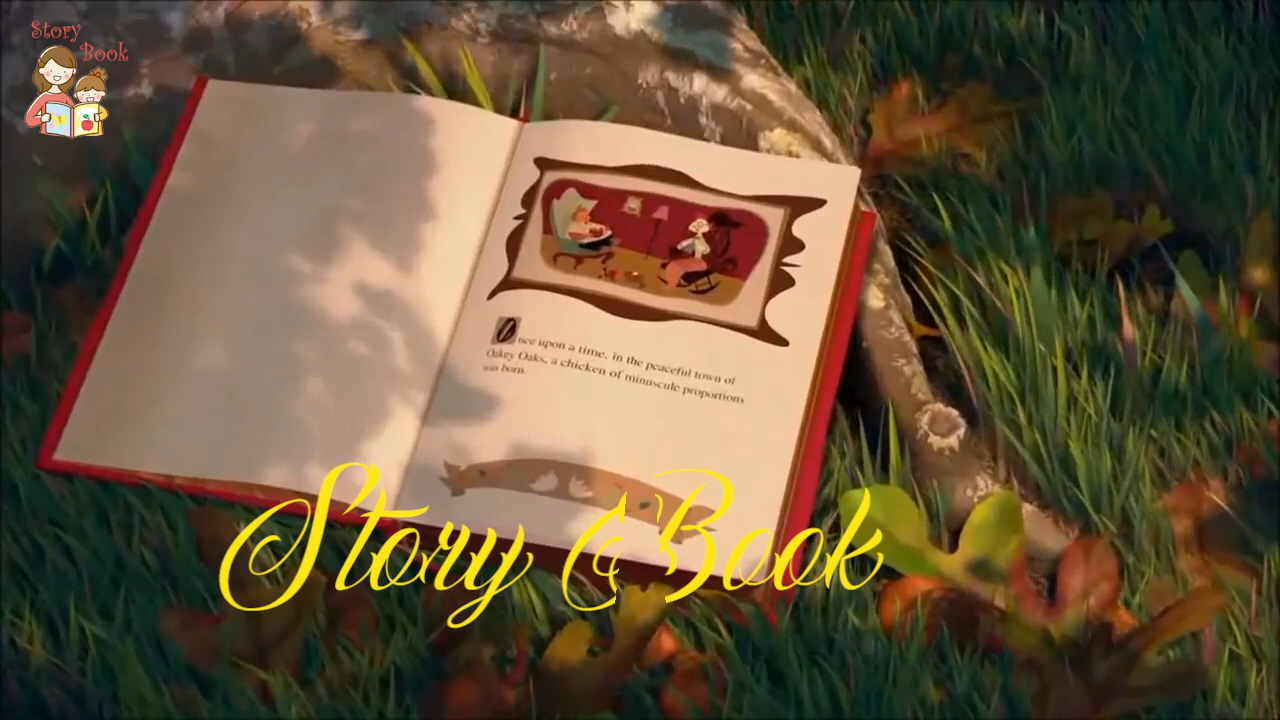 Story
Book
Once upon a time, in the peaceful town of
Oakey Oaks, a chicken of minuscule proportions
was born.
Story Book